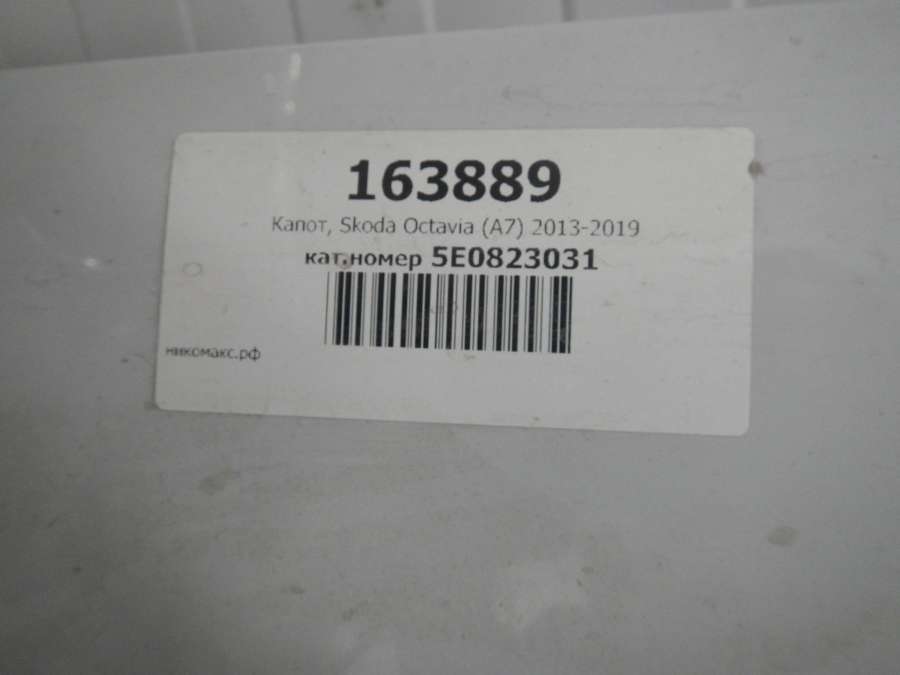 163889
Капот, Skoda Octavia (A7) 2013-2019
кат.номер 5E0823031
никомакс.рф